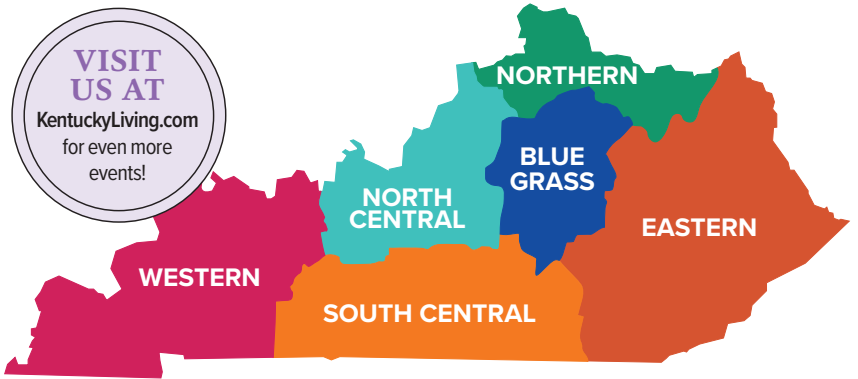 VISIT
US AT
KentuckyLiving.com
for even more
events!
NORTHERN
BLUE
GRASS
NORTH
CENTRAL
EASTERN
WESTERN
SOUTH CENTRAL